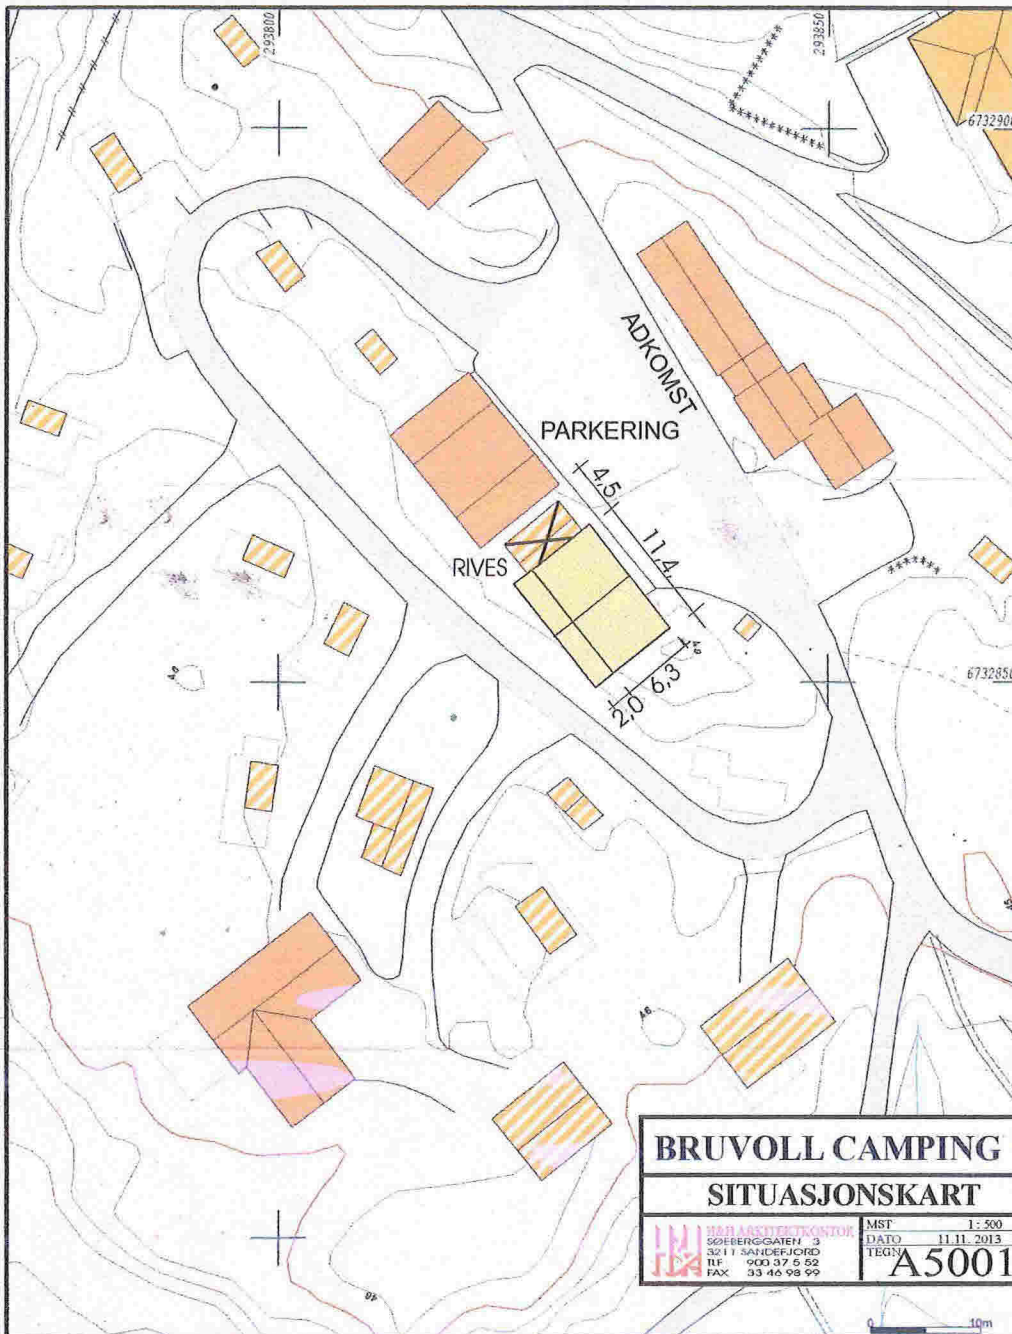 293800
293850
6732900
ADKOMST
PARKERING
4,5
11,4
RIVES
6732850
6,3
2,0
BRUVOLL CAMPING
SITUASJONSKART
H&H ARKITEKTKONTOR
SØEBERGGATEN 3
3211 SANDEFJORD
TLF 900 37 5 52
FAX 33 46 98 99
MST 1: 500
DATO 11.11. 2013
TEGN A5001
0 10m